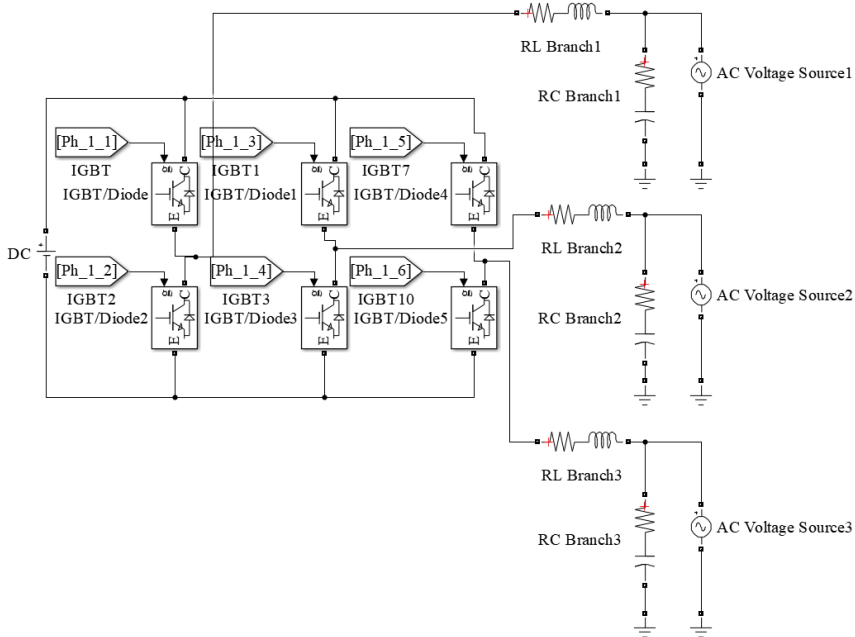 RL Branch1
RC Branch1
AC Voltage Source1
[Ph_1_1]
[Ph_1_3]
[Ph_1_5]
g C
g C
g C
IGBT
IGBT1
IGBT7
IGBT/Diode
IGBT/Diode1
IGBT/Diode4
E
E
E
DC
RL Branch2
[Ph_1_2]
[Ph_1_4]
[Ph_1_6]
g C
g C
g C
RC Branch2
AC Voltage Source2
IGBT2
IGBT3
IGBT10
IGBT/Diode2
IGBT/Diode3
IGBT/Diode5
E
E
E
RL Branch3
RC Branch3
AC Voltage Source3